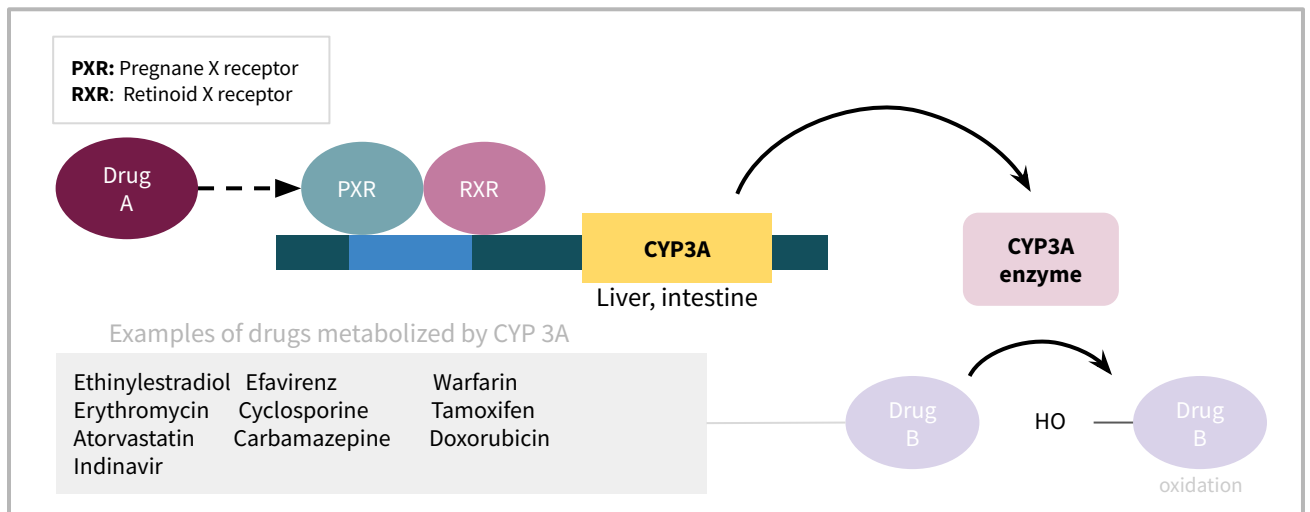 PXR: Pregnane X receptor
RXR: Retinoid X receptor
Drug
A
PXR
RXR
CYP3A
Liver, intestine
CYP3A
enzyme
Examples of drugs metabolized by CYP 3A
Ethinylestradiol Efavirenz Warfarin
Erythromycin Cyclosporine Tamoxifen
Atorvastatin Carbamazepine Doxorubicin
Indinavir
Drug
B
HO
Drug
B
oxidation